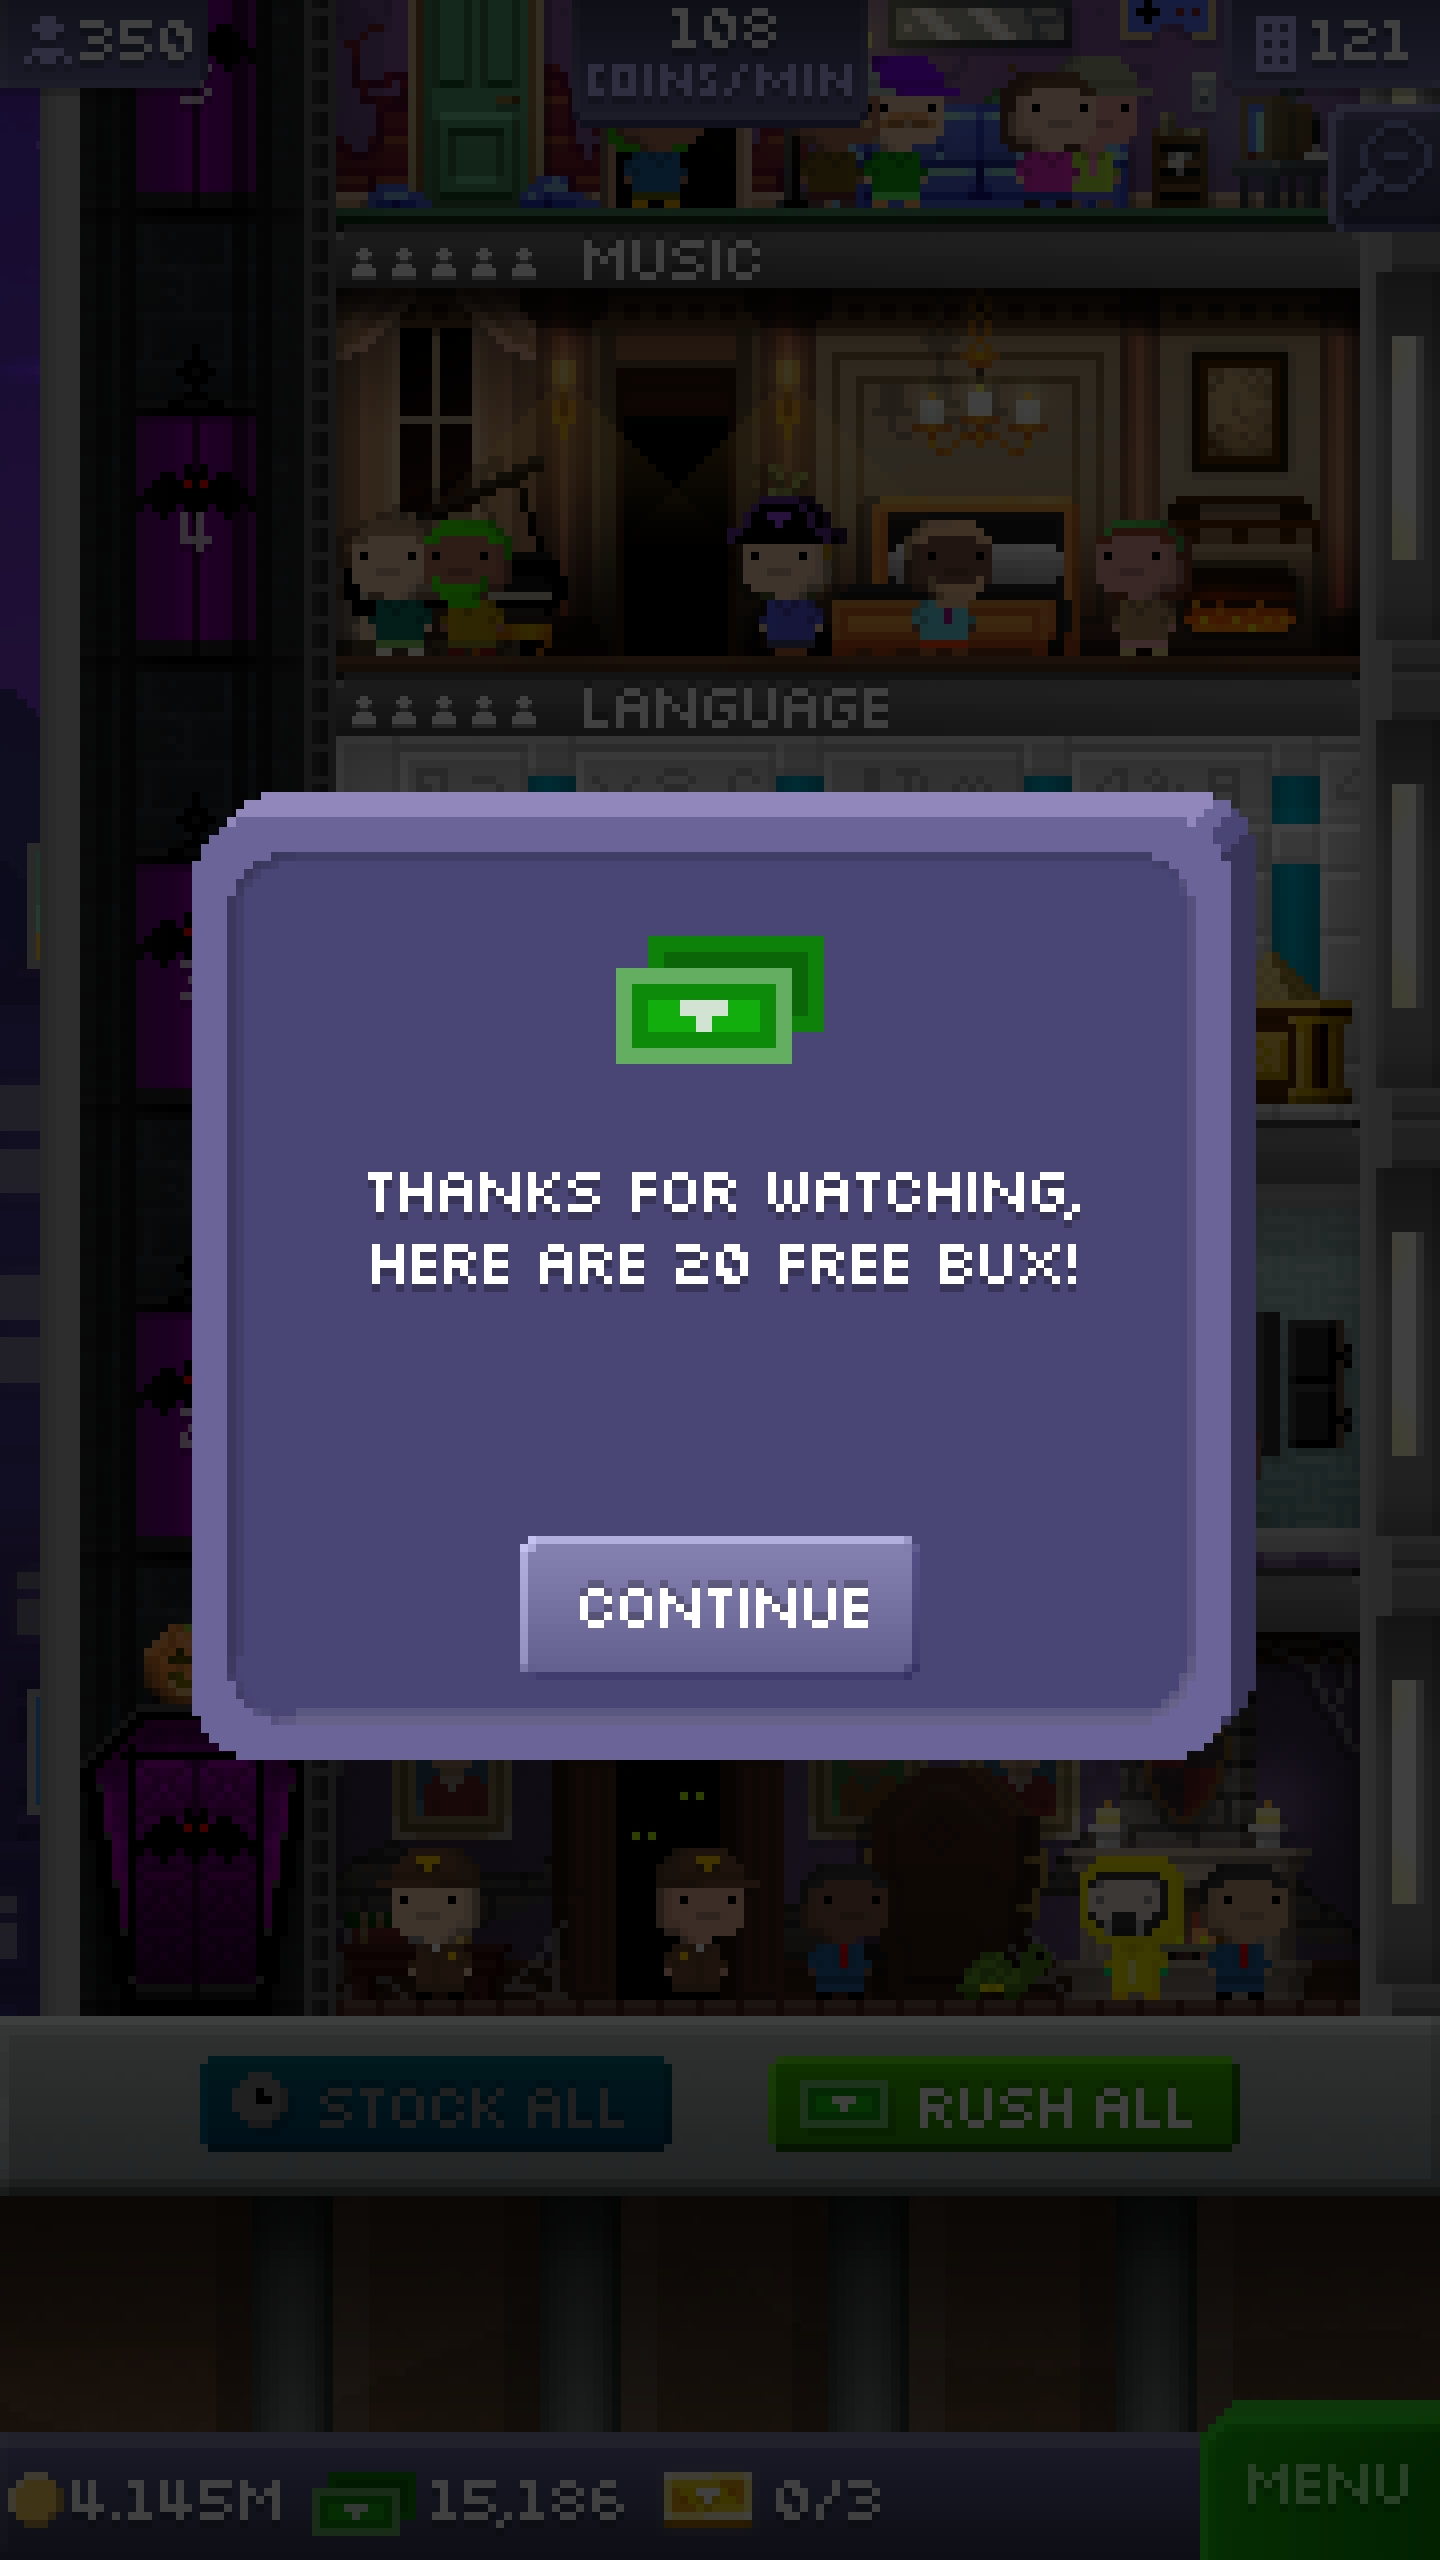 350
108
COINS/MIN
121
MUSIC
4
LANGUAGE
THANKS FOR WATCHING,
HERE ARE 20 FREE BUX!
CONTINUE
STOCK ALL
RUSH ALL
4.145M
15,186
0/3
MENU